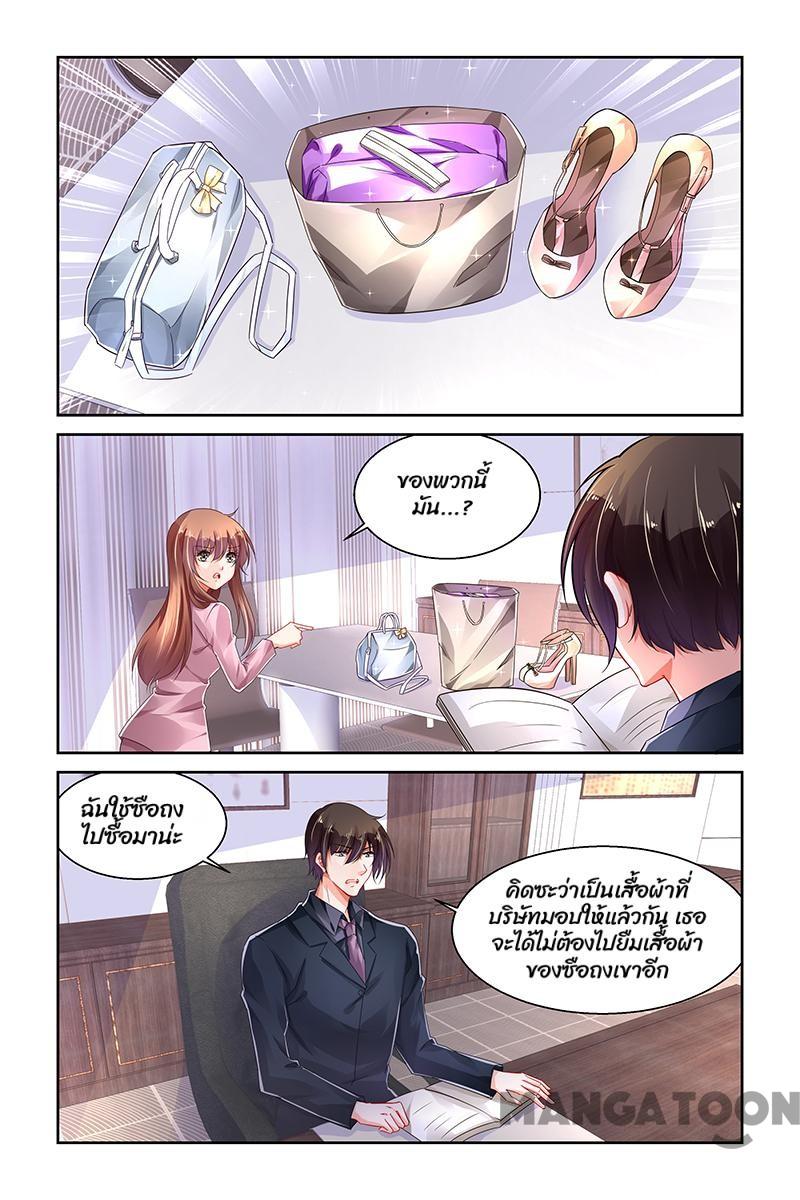 ของพวกนี้
มัน...?
ฉันใช้ซือถง
ไปซื้อมาน่ะ
คิดซะว่าเป็นเสื้อผ้าที่
บริษัทมอบให้แล้วกัน เธอ
จะได้ไม่ต้องไปยืมเสื้อผ้า
ของซือถงเขาอีก
MANGATOON